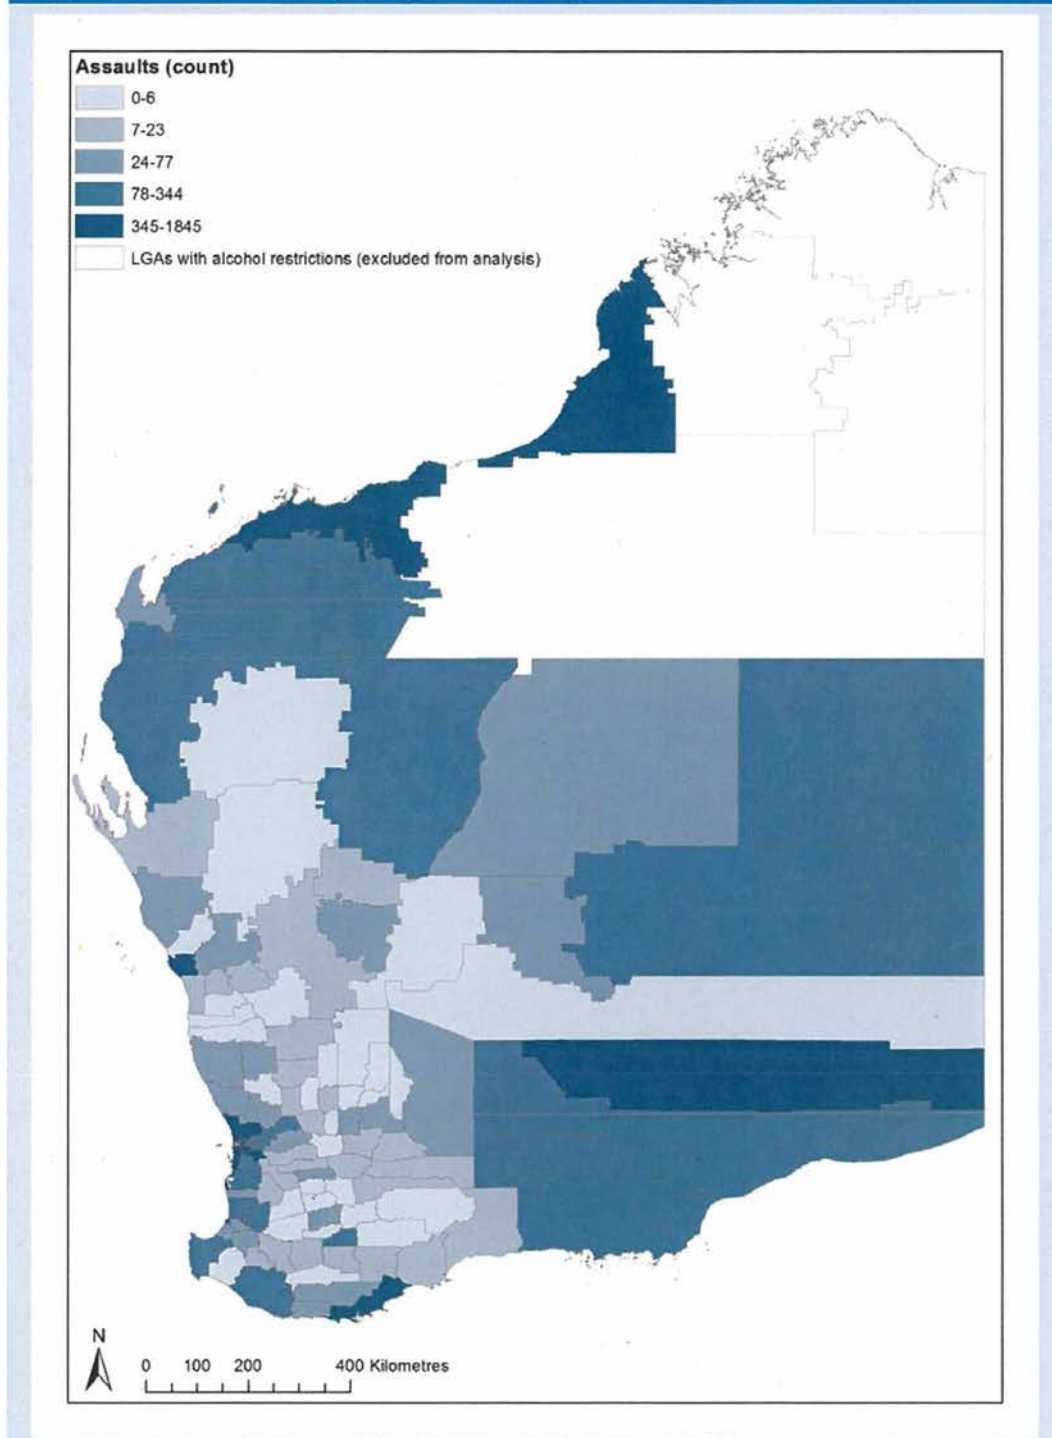 Assaults (count)
0-6
7-23
24-77
78-344
345-1845
LGAs with alcohol restrictions (excluded from analysis)
N
0 100 200 400 Kilometres